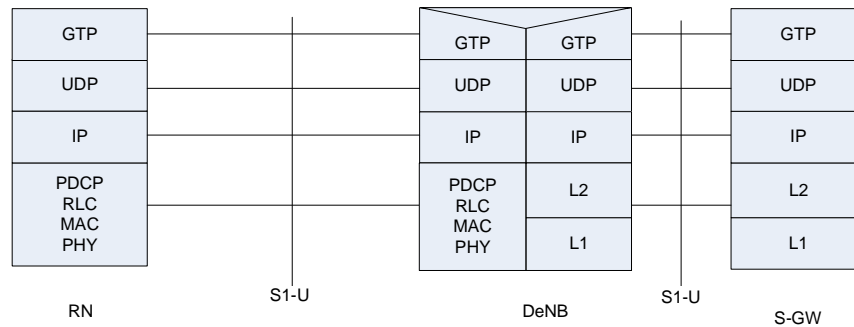 GTP
UDP
IP
PDCP
RLC
MAC
PHY
RN
S1-U
GTP
GTP
UDP
UDP
IP
IP
PDCP
RLC
MAC
PHY
L2
L1
DeNB
S1-U
GTP
UDP
IP
L2
L1
S-GW